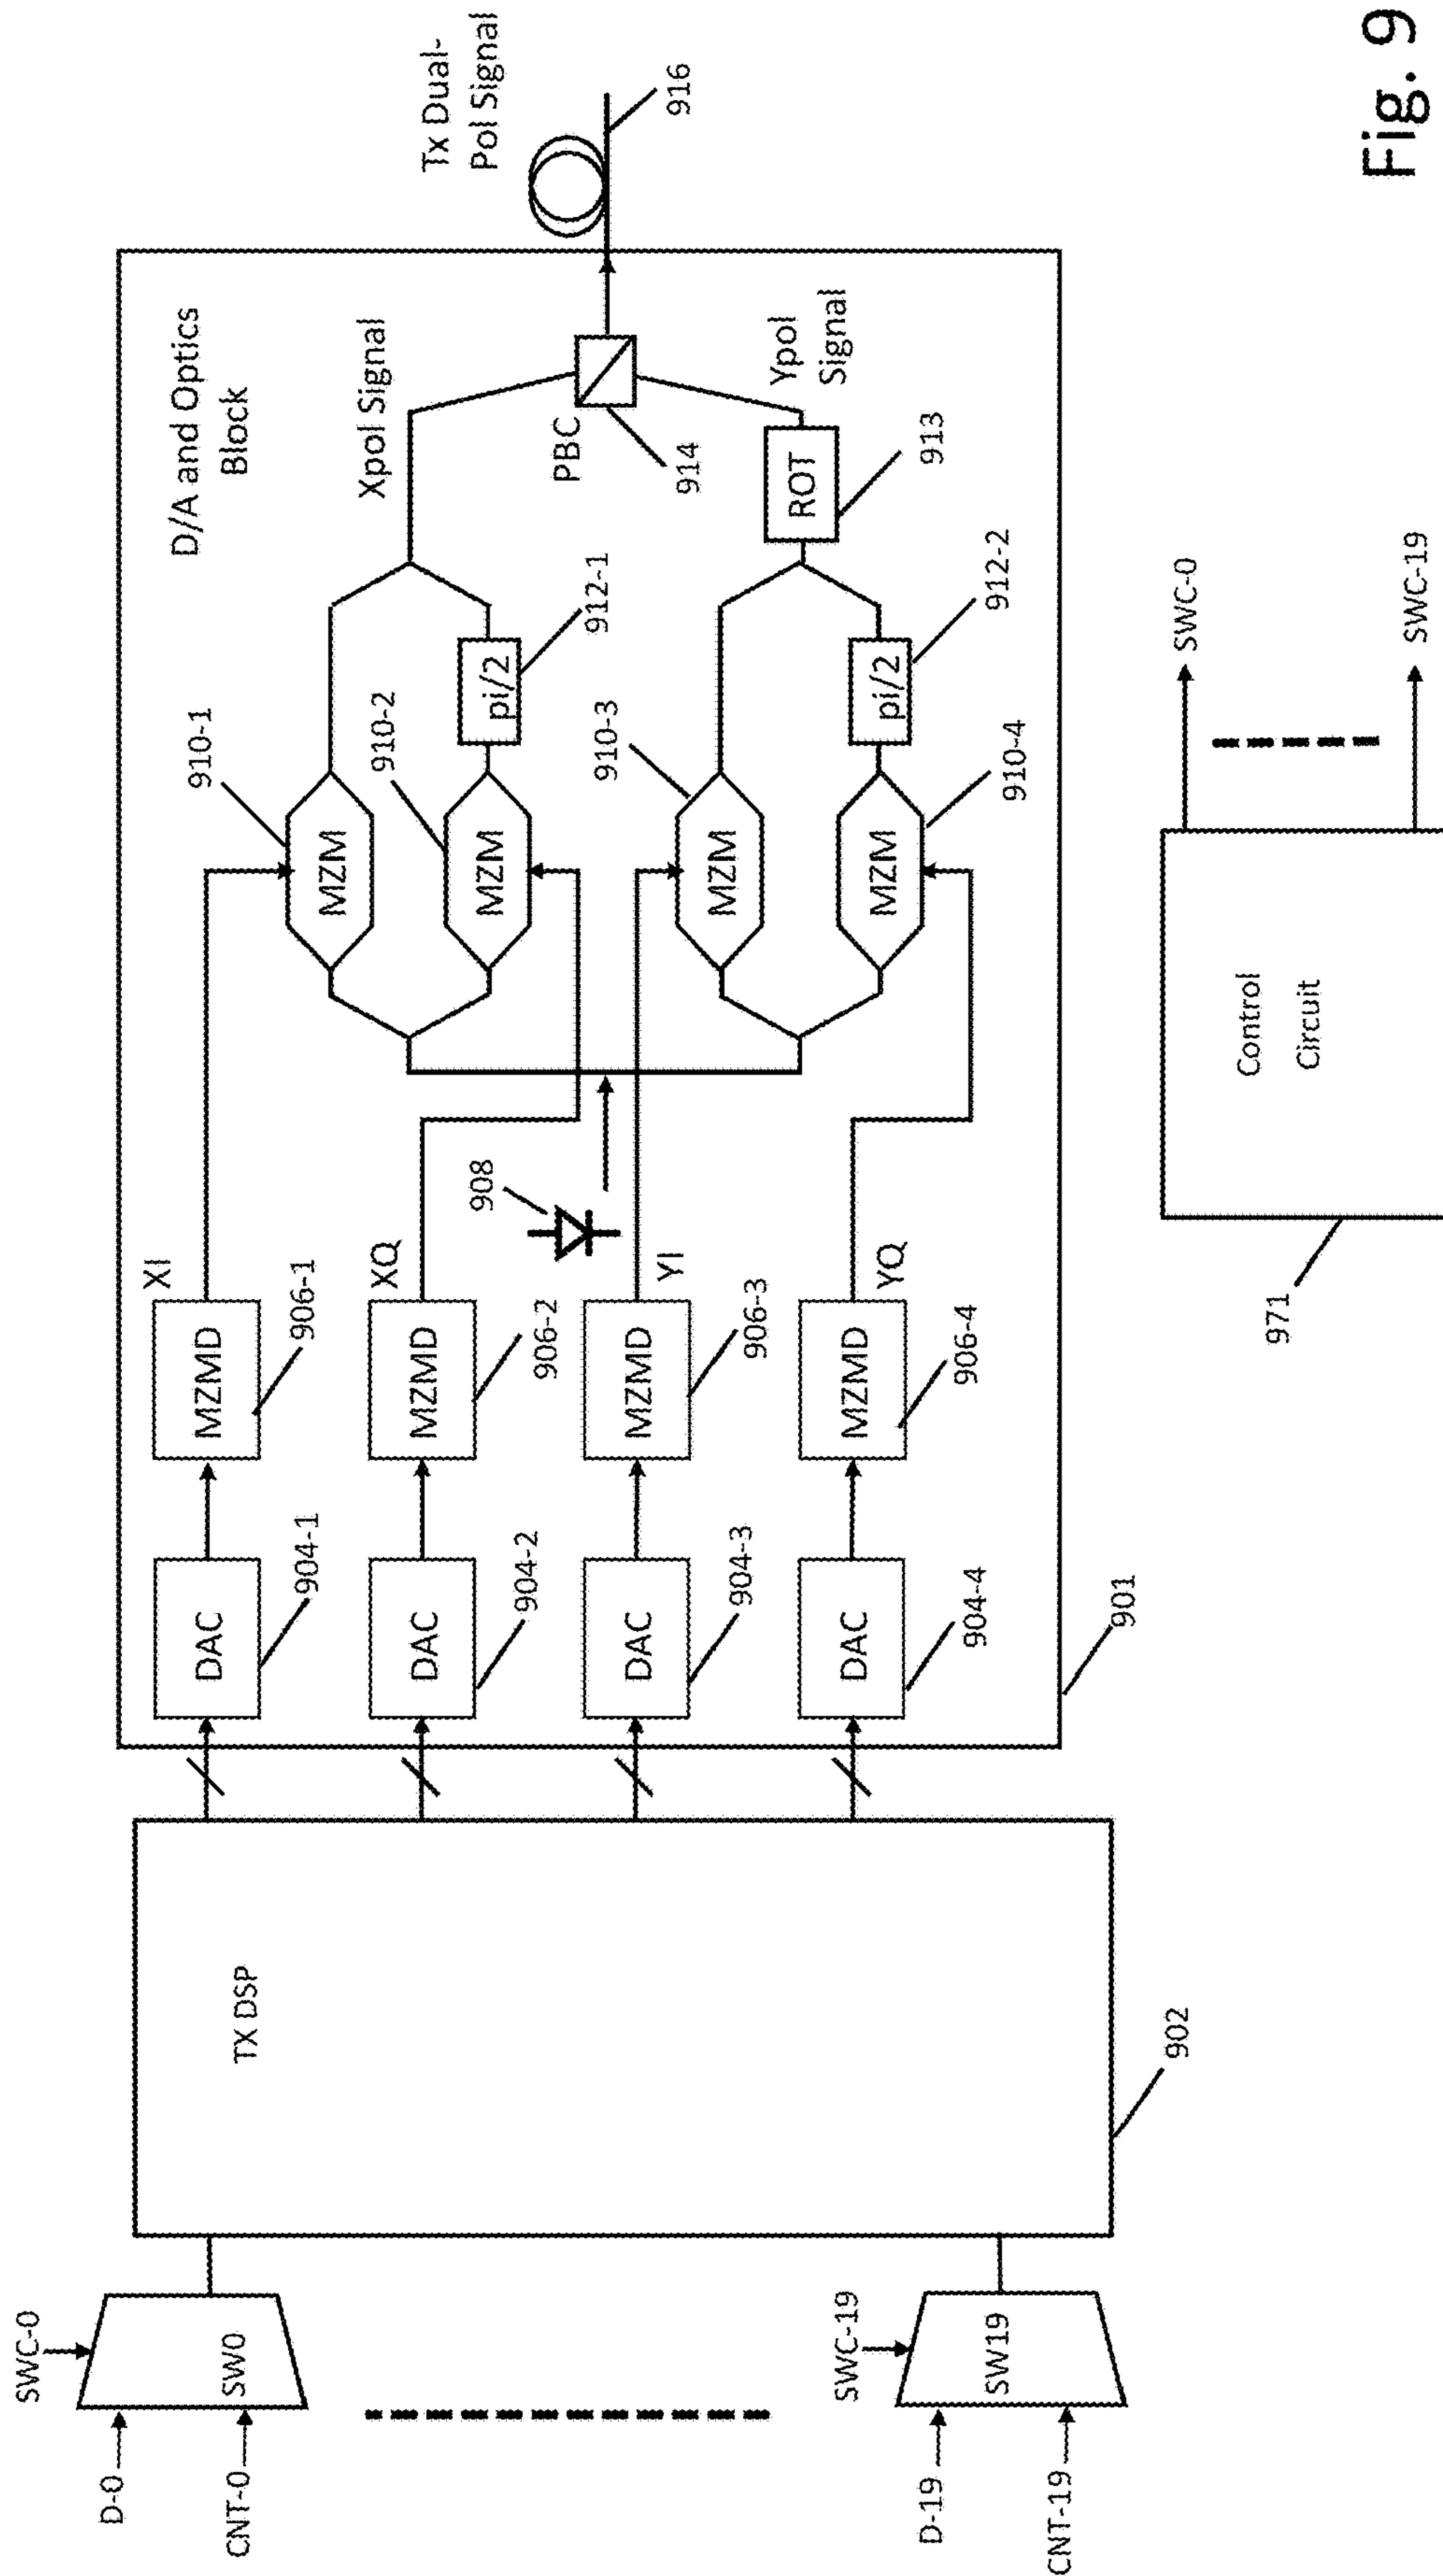 SWC-0
D-0
CNT-0
SW0
SWC-19
D-19
CNT-19
SW19
TX DSP
902
D/A and Optics
Block
DAC
904-1
MZMD
906-1
XI
DAC
904-2
MZMD
906-2
XQ
DAC
904-3
MZMD
906-3
YI
DAC
904-4
MZMD
906-4
YQ
901
908
MZM
910-1
MZM
910-2
pi/2
912-1
Xpol Signal
MZM
910-3
MZM
910-4
pi/2
912-2
ROT
913
Ypol
Signal
PBC
914
Tx Dual-
Pol Signal
916
Control
Circuit
971
SWC-0
SWC-19
Fig. 9